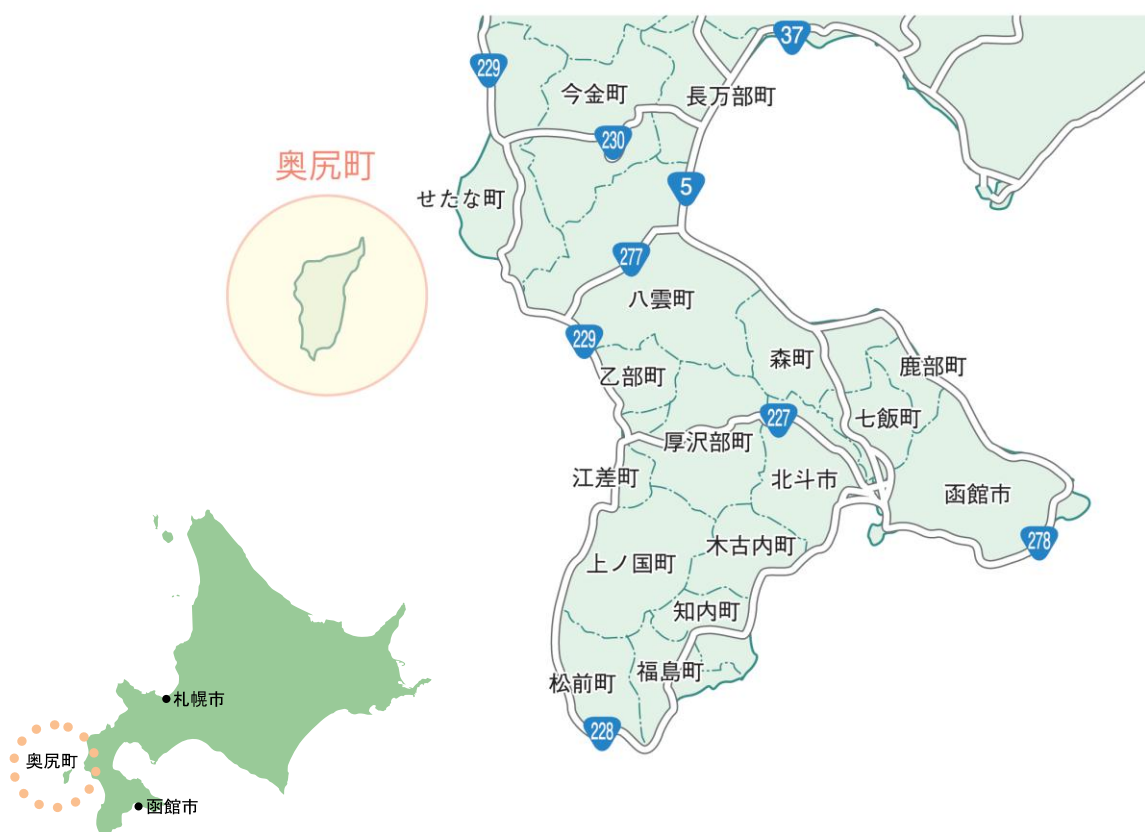 37
229
今金町
長万部町
230
奥尻町
5
せたな町
277
八雲町
229
森町
鹿部町
乙部町
七飯町
227
厚沢部町
江差町
北斗市
函館市
278
木古内町
上ノ国町
知内町
福島町
松前町
228
札幌市
奥尻町
函館市